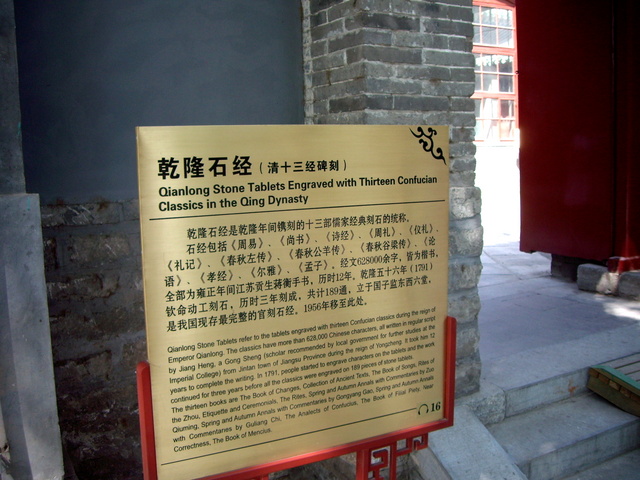 乾隆石经（清十三经碑刻）
Qianlong Stone Tablets Engraved with Thirteen Confucian
Classics in the Qing Dynasty
乾隆石经是乾隆年间镌刻的十三部儒家经典刻石的统称。
石经包括《周易》、《尚书》、《诗经》、《周礼》、《仪礼》、
《礼记》、《春秋左传》、《春秋公羊传》、《春秋谷梁传》、《论
语》、《孝经》、《尔雅》、《孟子》，经文628000余字，皆为楷书，
全部为雍正年间江苏贡生蒋衡手书，历时12年。乾隆五十六年（1791）
钦命动工刻石，历时三年刻成，共计189通，立于国子监东西六堂，
是我国现存最完整的官刻石经。1956年移至此处。
Qianlong Stone Tablets refer to the tablets engraved with thirteen Confucian classics during the reign of
Emperor Qianlong. The classics have more than 628,000 Chinese characters, all written in regular script
by Jiang Heng, a Gong Sheng (scholar recommended by local government for further studies at the
Imperial College) from Jintan town of Jiangsu Province during the reign of Yongzheng. It took him 12
years to complete the writing. In 1791, people started to engrave characters on the tablets and the work
continued for three years before all the classics were engraved on 189 pieces of stone tablets.
The thirteen books are The Book of Changes, Collection of Ancient Texts, The Book of Songs, Rites of
the Zhou, Etiquette and Ceremonials, The Rites, Spring and Autumn Annals with Commentaries by Zuo
Qiuming, Spring and Autumn Annals with Commentaries by Gongyang Gao, Spring and Autumn Annals
with Commentaries by Guliang Chi, The Analects of Confucius, The Book of Filial Piety, Near
Correctness, The Book of Mencius.
16